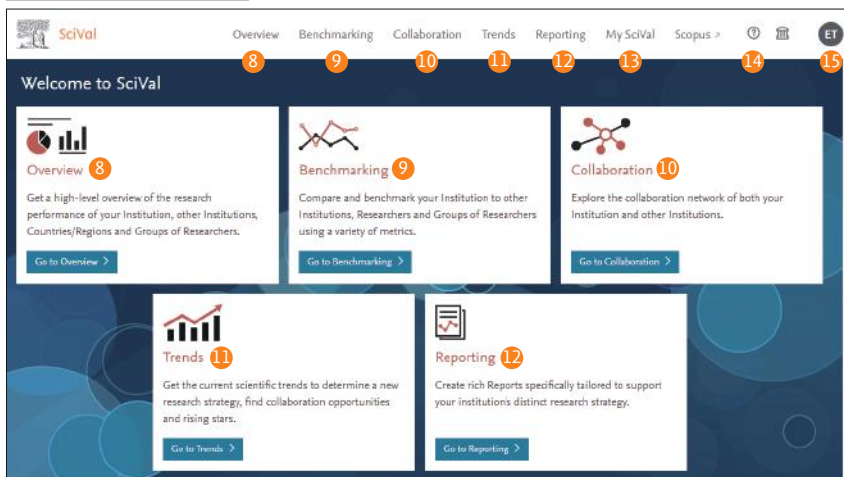 SciVal
Overview Benchmarking Collaboration Trends Reporting My SciVal Scopus ↗ ? ET
8 9 10 11 12 13 14 15
Welcome to SciVal
Overview 8
Get a high-level overview of the research
performance of your Institution, other Institutions,
Countries/Regions and Groups of Researchers.
Go to Overview >
Benchmarking 9
Compare and benchmark your Institution to other
Institutions, Researchers and Groups of Researchers
using a variety of metrics.
Go to Benchmarking >
Collaboration 10
Explore the collaboration network of both your
Institution and other Institutions.
Go to Collaboration >
Trends 11
Get the current scientific trends to determine a new
research strategy, find collaboration opportunities
and rising stars.
Go to Trends >
Reporting 12
Create rich Reports specifically tailored to support
your institution's distinct research strategy.
Go to Reporting >